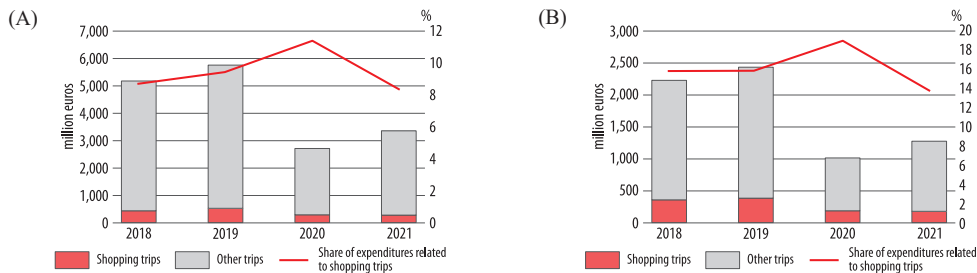 (A)
million euros
%
7,000
6,000
5,000
4,000
3,000
2,000
1,000
0
12
10
8
6
4
2
0
2018 2019 2020 2021
Shopping trips
Other trips
Share of expenditures related
to shopping trips
(B)
million euros
%
3,000
2,500
2,000
1,500
1,000
500
0
20
18
16
14
12
10
8
6
4
2
0
2018 2019 2020 2021
Shopping trips
Other trips
Share of expenditures related
to shopping trips